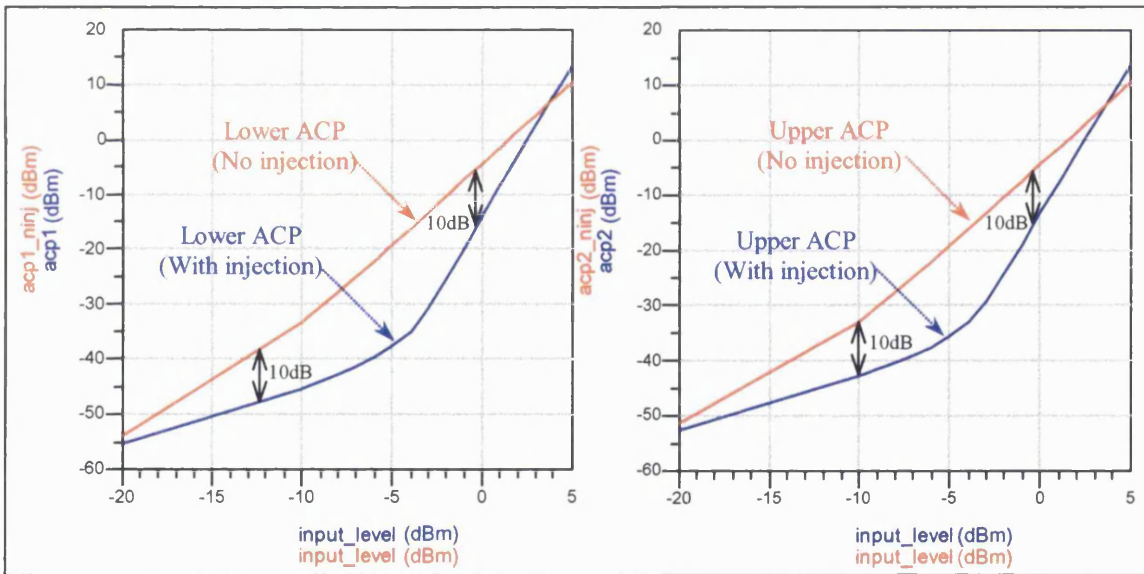 20
10
0
-10
-20
-30
-40
-50
-60
acp1_ninj (dBm)
acp1 (dBm)
Lower ACP
(No injection)
Lower ACP
(With injection)
10dB
10dB
-20
-15
-10
-5
0
5
input_level (dBm)
input_level (dBm)
20
10
0
-10
-20
-30
-40
-50
-60
acp2_ninj (dBm)
acp2 (dBm)
Upper ACP
(No injection)
Upper ACP
(With injection)
10dB
10dB
-20
-15
-10
-5
0
5
input_level (dBm)
input_level (dBm)